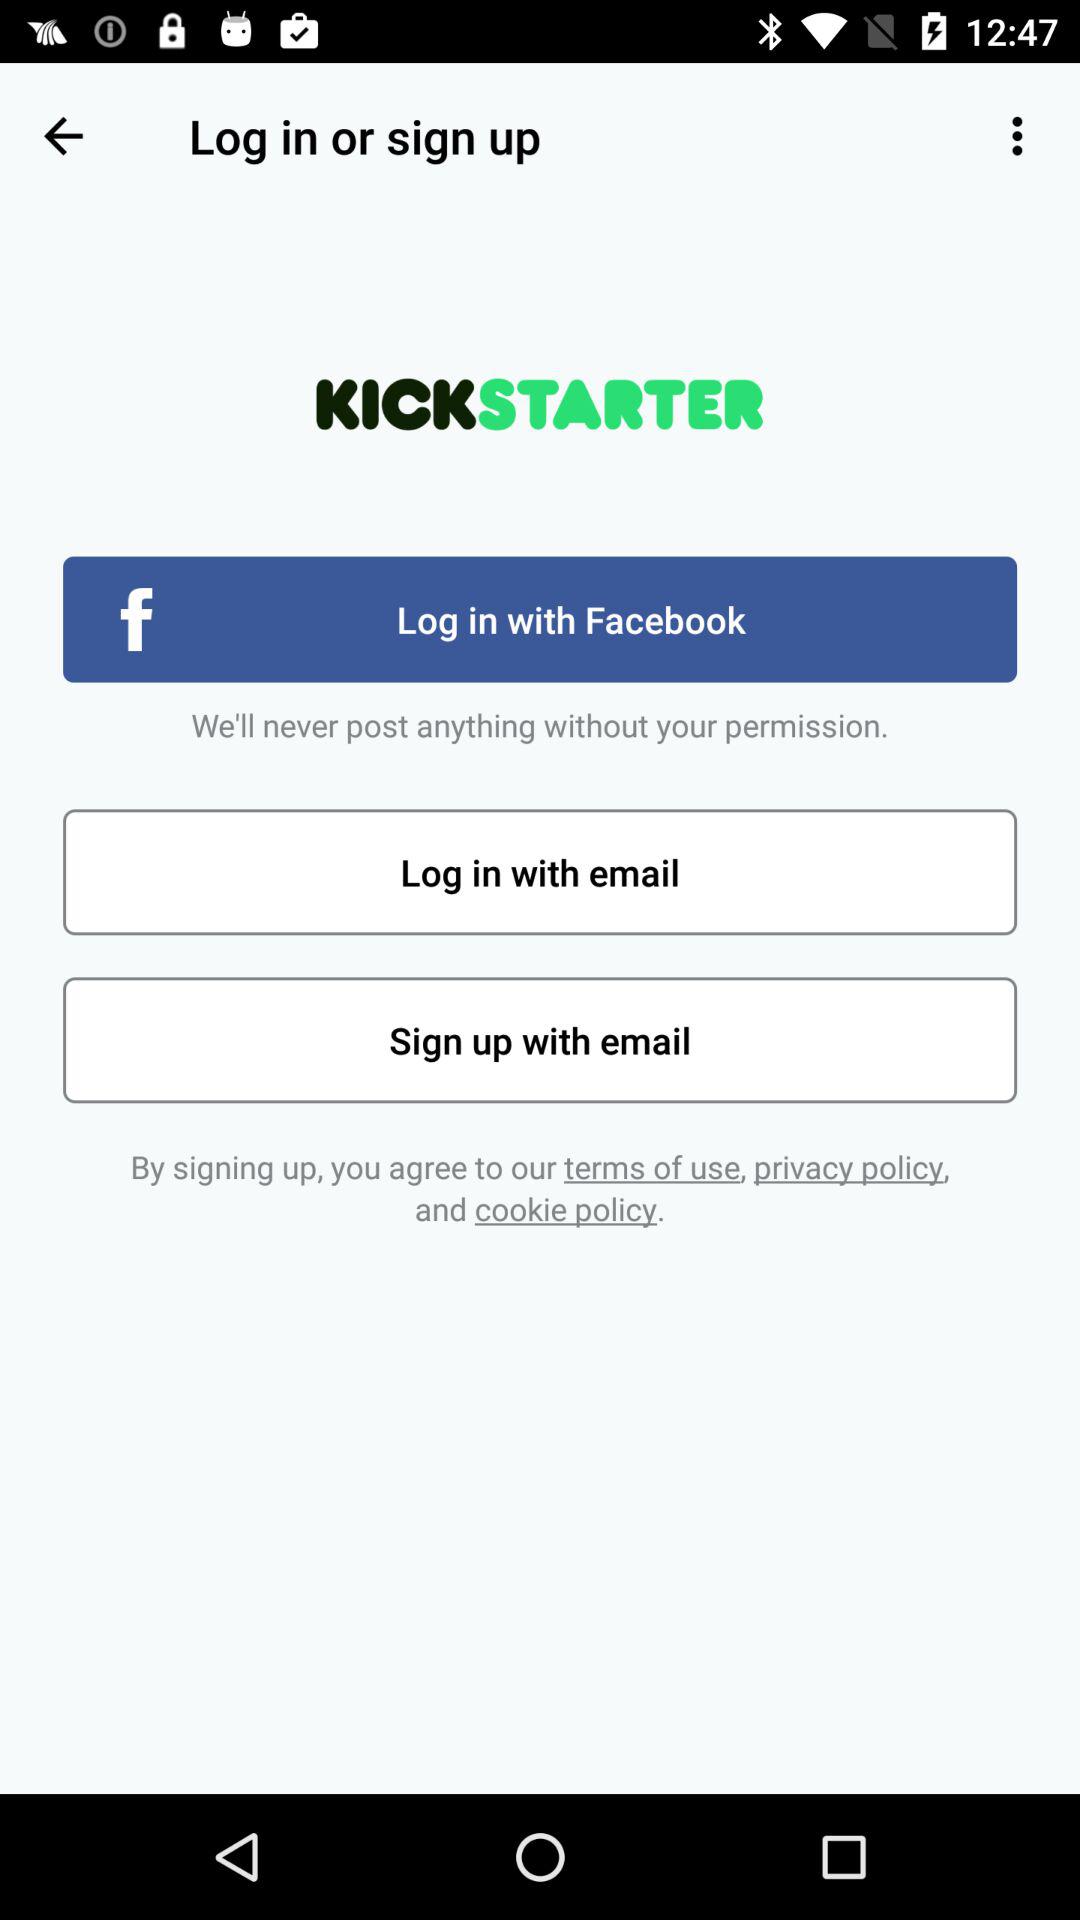 12:47
Log in or sign up
KICKSTARTER
f Log in with Facebook
We'll never post anything without your permission.
Log in with email
Sign up with email
By signing up, you agree to our terms of use, privacy policy,
and cookie policy.